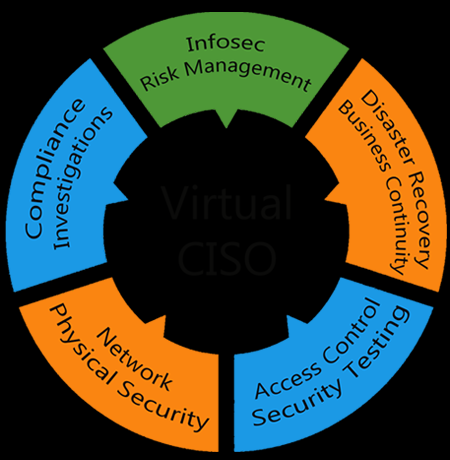 Infosec
Risk Management
Disaster Recovery
Business Continuity
Access Control
Security Testing
Network
Physical Security
Compliance
Investigations
Virtual
CISO